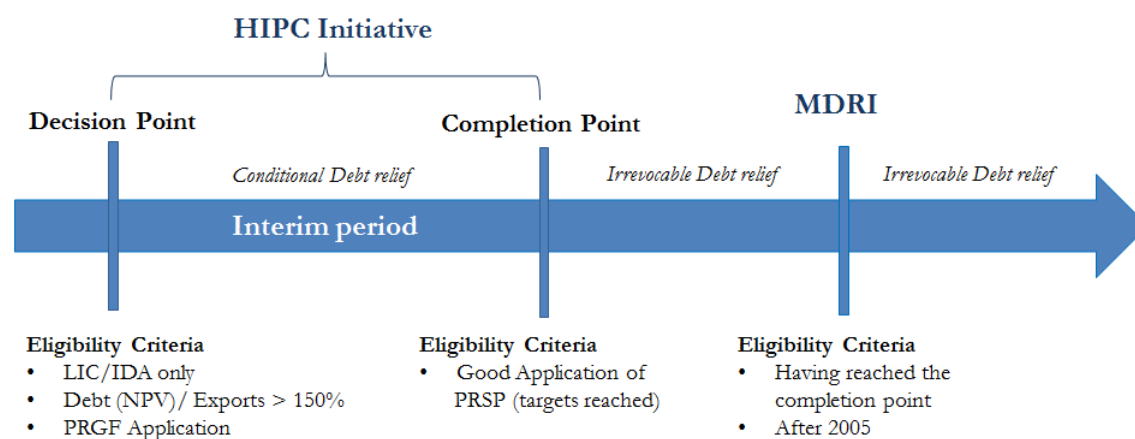 HIPC Initiative
MDRI
Decision Point
Completion Point
Conditional Debt relief
Irrevocable Debt relief
Irrevocable Debt relief
Interim period
Eligibility Criteria
• LIC/IDA only
• Debt (NPV)/ Exports > 150%
• PRGF Application
Eligibility Criteria
• Good Application of
PRSP (targets reached)
Eligibility Criteria
• Having reached the
completion point
• After 2005